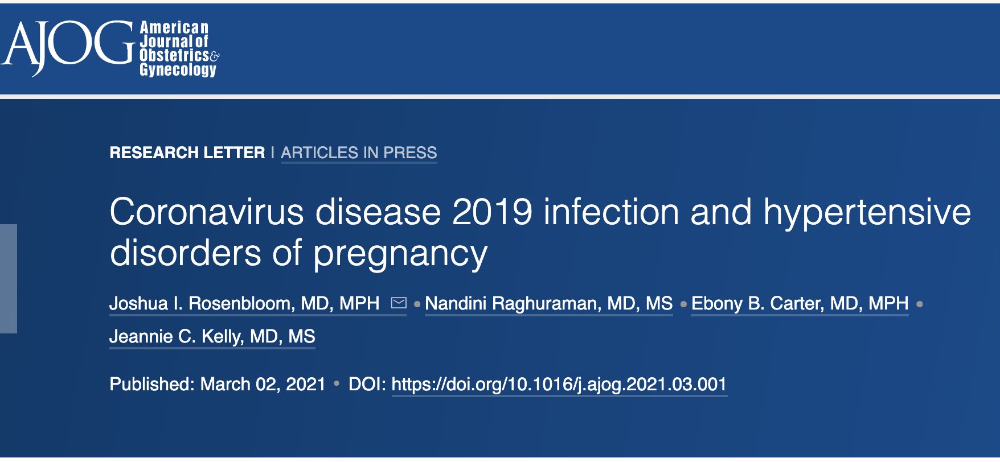 AJOG
American
Journal of
Obstetrics&
Gynecology
RESEARCH LETTER | ARTICLES IN PRESS
Coronavirus disease 2019 infection and hypertensive
disorders of pregnancy
Joshua I. Rosenbloom, MD, MPH • Nandini Raghuraman, MD, MS • Ebony B. Carter, MD, MPH •
Jeannie C. Kelly, MD, MS
Published: March 02, 2021 • DOI: https://doi.org/10.1016/j.ajog.2021.03.001